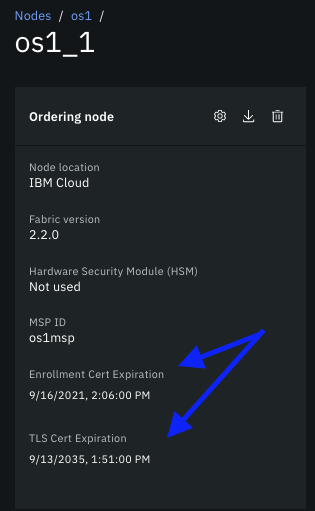 Nodes / os1 /
os1_1
Ordering node
Node location
IBM Cloud
Fabric version
2.2.0
Hardware Security Module (HSM)
Not used
MSP ID
os1msp
Enrollment Cert Expiration
9/16/2021, 2:06:00 PM
TLS Cert Expiration
9/13/2035, 1:51:00 PM